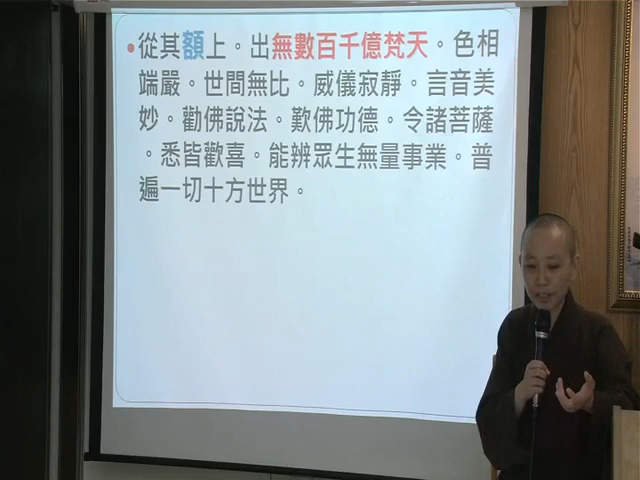 •從其額上。出無數百千億梵天。色相
端嚴。世間無比。威儀寂靜。言音美
妙。勸佛說法。歎佛功德。令諸菩薩
。悉皆歡喜。能辨眾生無量事業。普
遍一切十方世界。